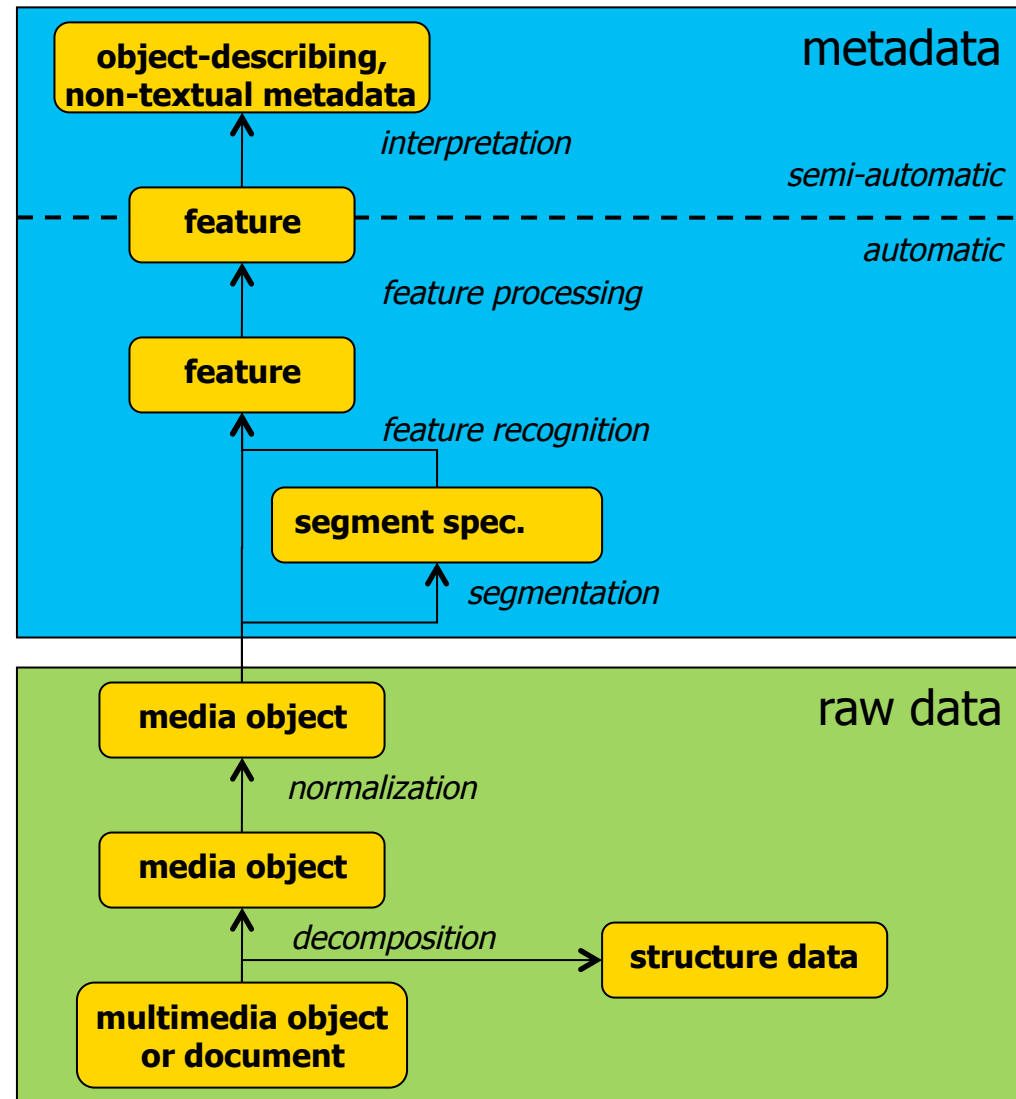 metadata
object-describing,
non-textual metadata
interpretation
semi-automatic
feature
automatic
feature processing
feature
feature recognition
segment spec.
segmentation
raw data
media object
normalization
media object
decomposition
structure data
multimedia object
or document